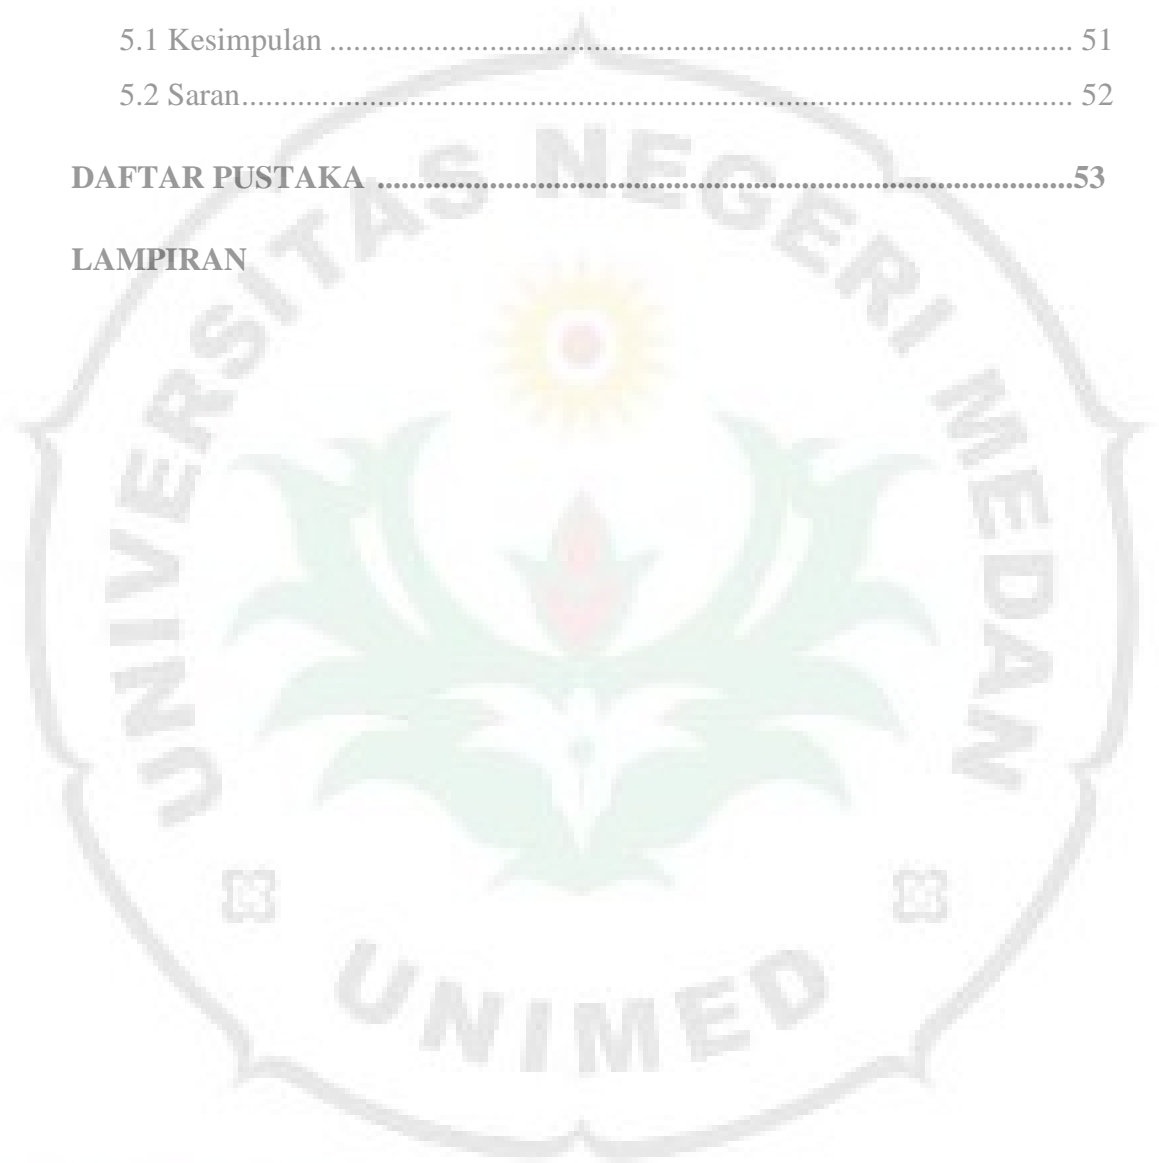 5.1 Kesimpulan ............................................................................................. 51
5.2 Saran........................................................................................................ 52
DAFTAR PUSTAKA .......................................................................................53
LAMPIRAN
UNIVERSITAS NEGERI MEDAN
UNIMED